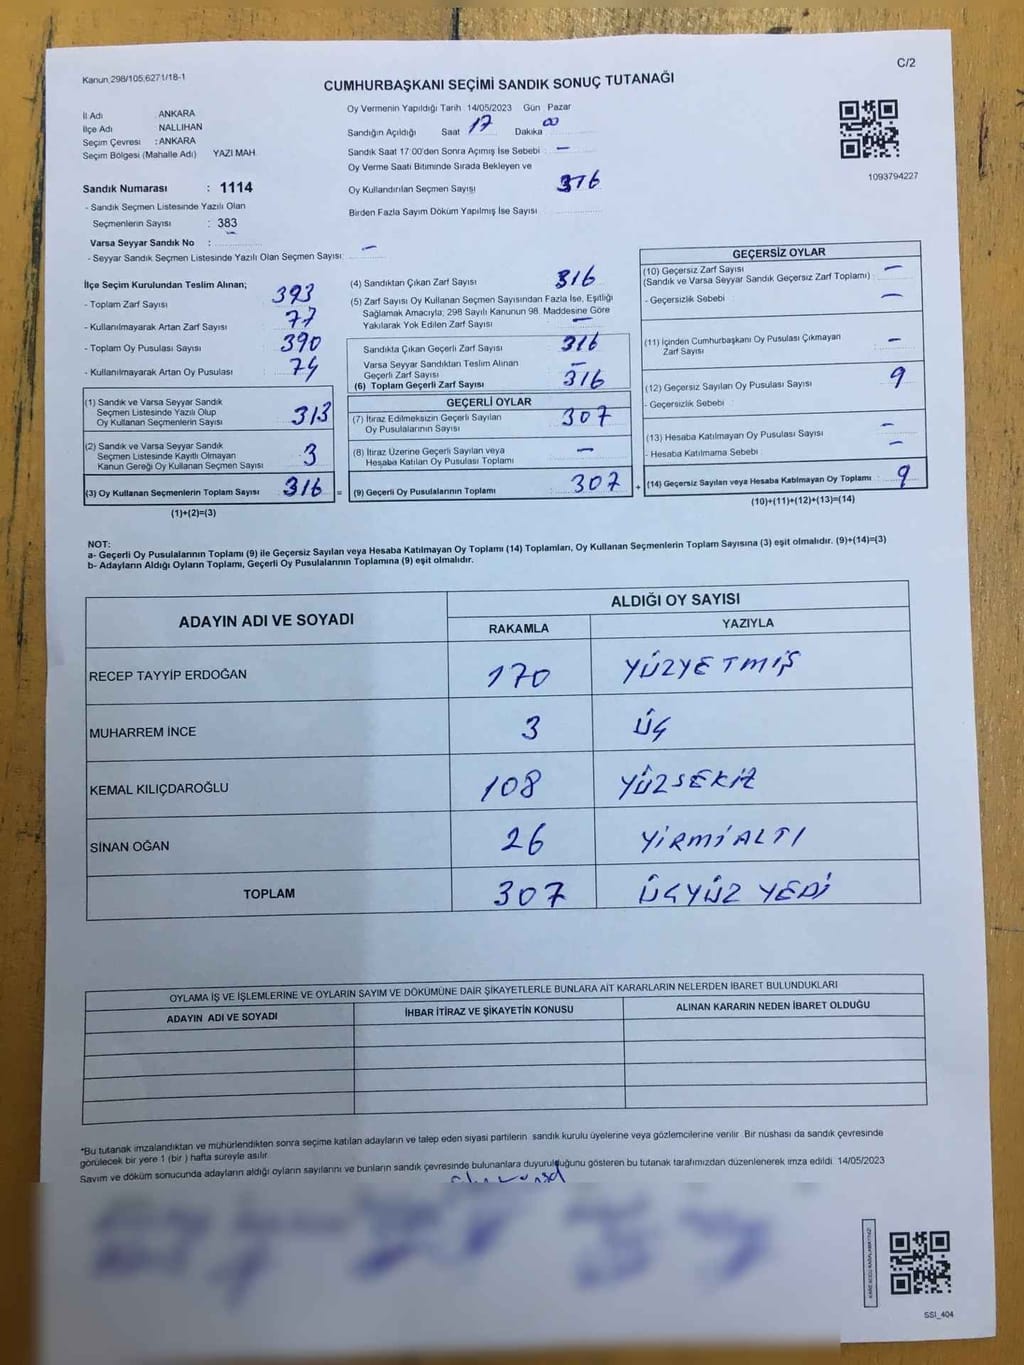 Kanun.298/105;6271/18-1
C/2
CUMHURBAŞKANI SEÇİMİ SANDIK SONUÇ TUTANAĞI
İl Adı ANKARA
İlçe Adı NALLIHAN
Seçim Çevresi : ANKARA
Seçim Bölgesi (Mahalle Adı) YAZI MAH.
Oy Vermenin Yapıldığı Tarih 14/05/2023 Gün Pazar
Sandığın Açıldığı Saat 17 Dakika 00
Sandık Saat 17:00'den Sonra Açımış İse Sebebi —
Oy Verme Saati Bitiminde Sırada Bekleyen ve
Oy Kullandırılan Seçmen Sayısı 316
Birden Fazla Sayım Döküm Yapılmış İse Sayısı
1093794227
Sandık Numarası : 1114
- Sandık Seçmen Listesinde Yazılı Olan
Seçmenlerin Sayısı : 383
Varsa Seyyar Sandık No :
- Seyyar Sandık Seçmen Listesinde Yazılı Olan Seçmen Sayısı: —
İlçe Seçim Kurulundan Teslim Alınan;
- Toplam Zarf Sayısı 393
- Kullanılmayarak Artan Zarf Sayısı 77
- Toplam Oy Pusulası Sayısı 390
- Kullanılmayarak Artan Oy Pusulası 74
(1) Sandık ve Varsa Seyyar Sandık
Seçmen Listesinde Yazılı Olup
Oy Kullanan Seçmenlerin Sayısı 313
(2) Sandık ve Varsa Seyyar Sandık
Seçmen Listesinde Kayıtlı Olmayan
Kanun Gereği Oy Kullanan Seçmen Sayısı 3
(3) Oy Kullanan Seçmenlerin Toplam Sayısı 316 =
(1)+(2)=(3)
(4) Sandıktan Çıkan Zarf Sayısı 316
(5) Zarf Sayısı Oy Kullanan Seçmen Sayısından Fazla İse, Eşitliği
Sağlamak Amacıyla; 298 Sayılı Kanunun 98. Maddesine Göre
Yakılarak Yok Edilen Zarf Sayısı —
Sandıkta Çıkan Geçerli Zarf Sayısı 316
Varsa Seyyar Sandıktan Teslim Alınan
Geçerli Zarf Sayısı —
(6) Toplam Geçerli Zarf Sayısı 316
GEÇERLİ OYLAR
(7) İtiraz Edilmeksizin Geçerli Sayılan
Oy Pusulalarının Sayısı 307
(8) İtiraz Üzerine Geçerli Sayılan veya
Hesaba Katılan Oy Pusulası Toplamı —
(9) Geçerli Oy Pusulalarının Toplamı 307 +
GEÇERSİZ OYLAR
(10) Geçersiz Zarf Sayısı —
(Sandık ve Varsa Seyyar Sandık Geçersiz Zarf Toplamı)
- Geçersizlik Sebebi —
(11) İçinden Cumhurbaşkanı Oy Pusulası Çıkmayan
Zarf Sayısı —
(12) Geçersiz Sayılan Oy Pusulası Sayısı 9
- Geçersizlik Sebebi
(13) Hesaba Katılmayan Oy Pusulası Sayısı —
- Hesaba Katılmama Sebebi —
(14) Geçersiz Sayılan veya Hesaba Katılmayan Oy Toplamı 9
(10)+(11)+(12)+(13)=(14)
NOT:
a- Geçerli Oy Pusulalarının Toplamı (9) ile Geçersiz Sayılan veya Hesaba Katılmayan Oy Toplamı (14) Toplamları, Oy Kullanan Seçmenlerin Toplam Sayısına (3) eşit olmalıdır. (9)+(14)=(3)
b- Adayların Aldığı Oyların Toplamı, Geçerli Oy Pusulalarının Toplamına (9) eşit olmalıdır.
ADAYIN ADI VE SOYADI ALDIĞI OY SAYISI
RAKAMLA YAZIYLA
RECEP TAYYİP ERDOĞAN 170 YÜZYETMİŞ
MUHARREM İNCE 3 ÜÇ
KEMAL KILIÇDAROĞLU 108 YÜZSEKİZ
SİNAN OĞAN 26 YİRMİALTI
TOPLAM 307 ÜÇYÜZ YEDİ
OYLAMA İŞ VE İŞLEMLERİNE VE OYLARIN SAYIM VE DÖKÜMÜNE DAİR ŞİKAYETLERLE BUNLARA AİT KARARLARIN NELERDEN İBARET BULUNDUKLARI
ADAYIN ADI VE SOYADI İHBAR İTİRAZ VE ŞİKAYETİN KONUSU ALINAN KARARIN NEDEN İBARET OLDUĞU
*Bu tutanak imzalandıktan ve mühürlendikten sonra seçime katılan adayların ve talep eden siyasi partilerin sandık kurulu üyelerine veya gözlemcilerine verilir. Bir nüshası da sandık çevresinde
görülecek bir yere 1 (bir ) hafta süreyle asılır.
Sayım ve döküm sonucunda adayların aldığı oyların sayılarını ve bunların sandık çevresinde bulunanlara duyurulduğunu gösteren bu tutanak tarafımızdan düzenlenerek imza edildi. 14/05/2023
SSI_404